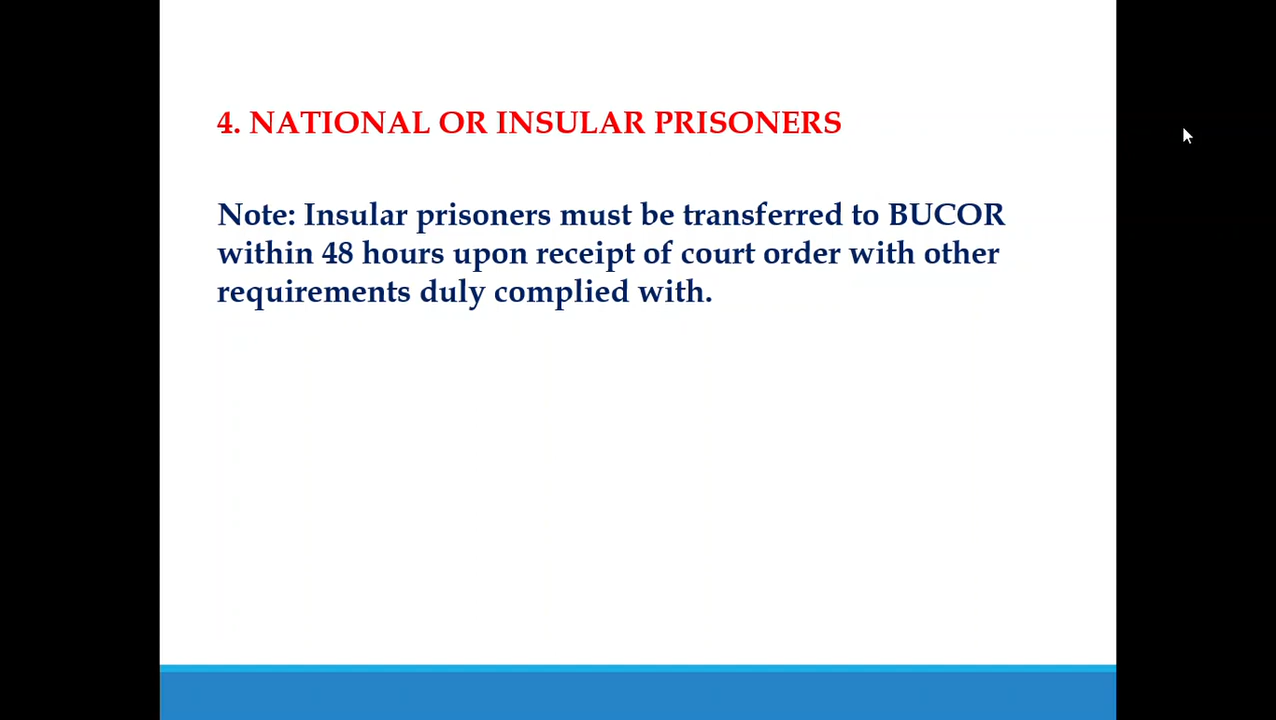 4. NATIONAL OR INSULAR PRISONERS
Note: Insular prisoners must be transferred to BUCOR
within 48 hours upon receipt of court order with other
requirements duly complied with.